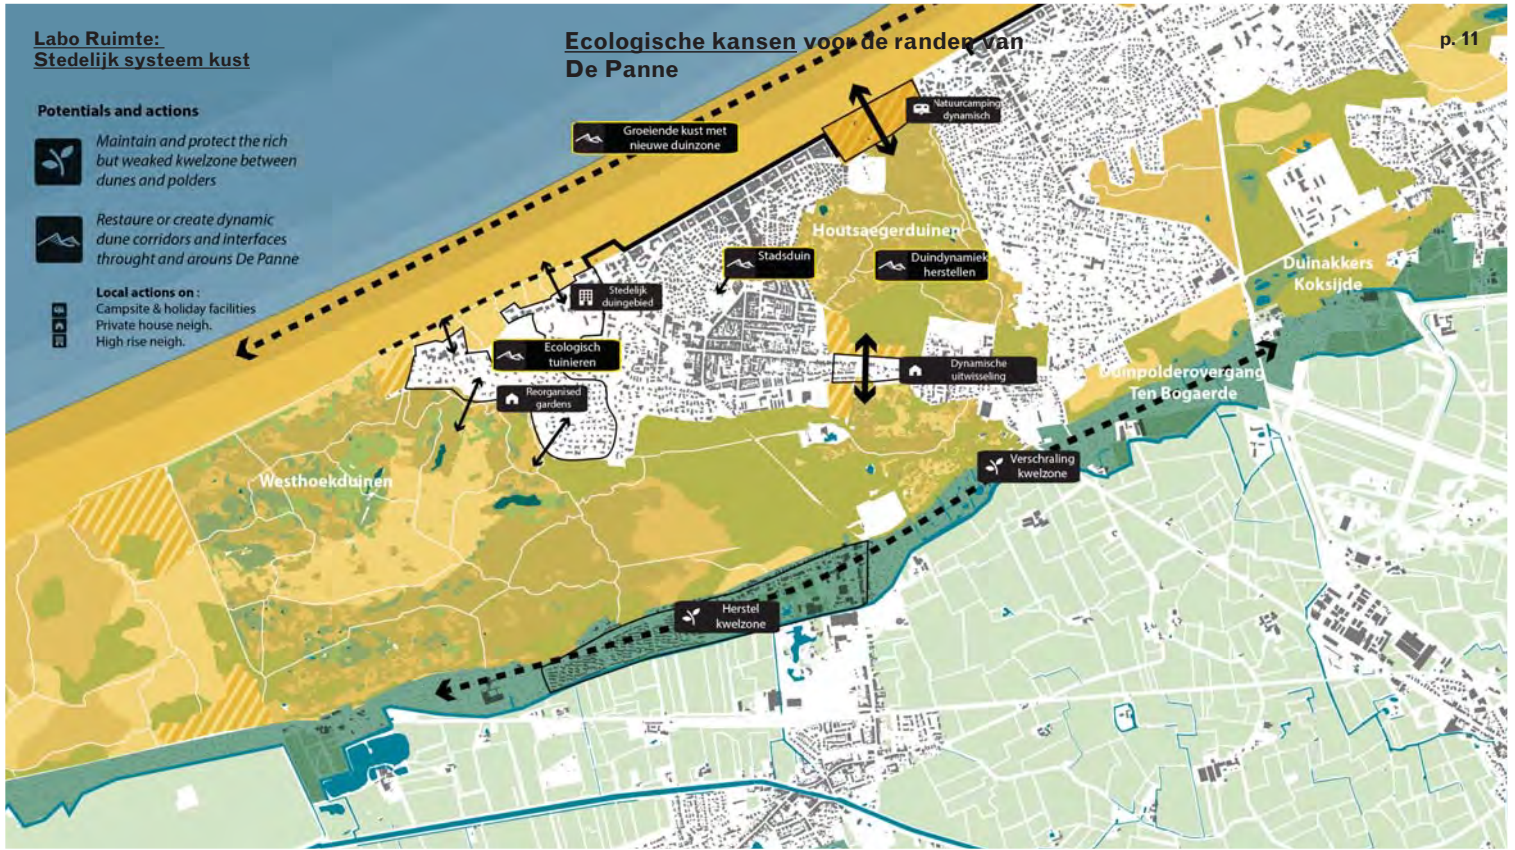 Labo Ruimte:
Stedelijk systeem kust
Ecologische kansen voor de randen van
De Panne
p. 11
Potentials and actions
Maintain and protect the rich
but weaked kwelzone between
dunes and polders
Restaure or create dynamic
dune corridors and interfaces
throught and arouns De Panne
Local actions on :
Campsite & holiday facilities
Private house neigh.
High rise neigh.
Groeiende kust met
nieuwe duinzone
Natuurcamping
dynamisch
Houtsaegerduinen
Stadsduin
Duindynamiek
herstellen
Duinakkers
Koksijde
Stedelijk
duingebied
Ecologisch
tuinieren
Dynamische
uitwisseling
Duinpolderovergang
Ten Bogaerde
Reorganised
gardens
Westhoekduinen
Verschraling
kwelzone
Herstel
kwelzone